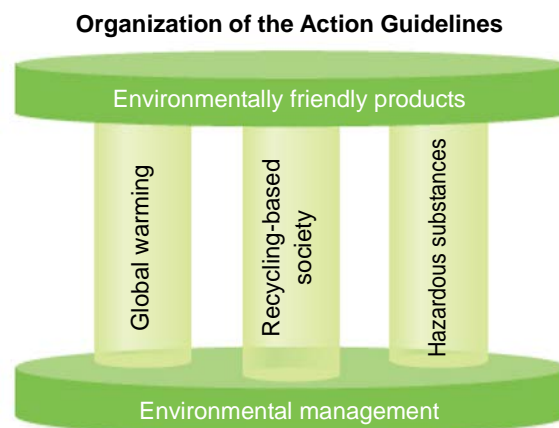 Organization of the Action Guidelines
Environmentally friendly products
Global warming
Recycling-based
society
Hazardous substances
Environmental management